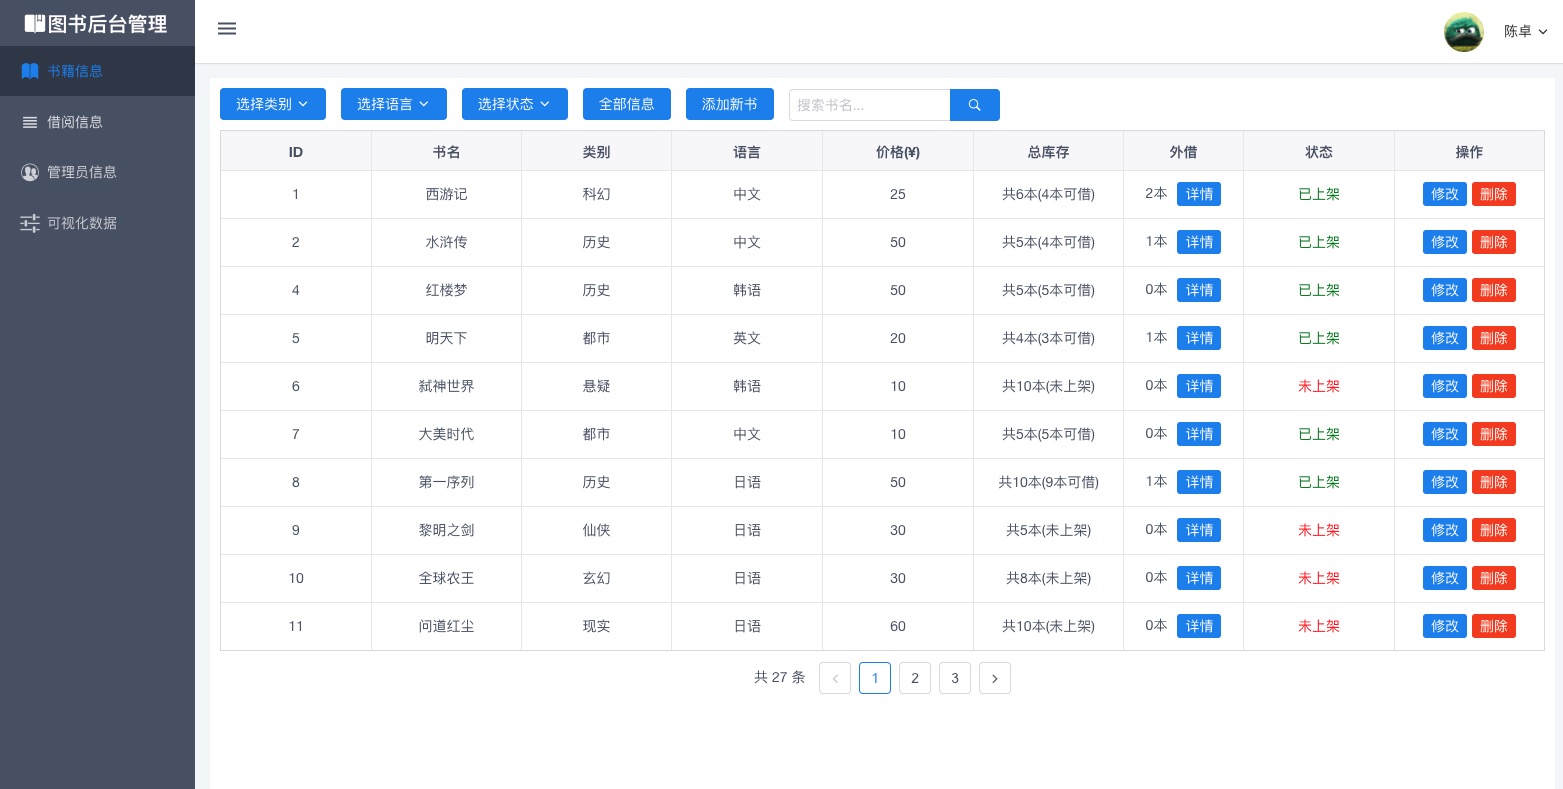 图书后台管理
陈卓
书籍信息
借阅信息
管理员信息
可视化数据
选择类别 选择语言 选择状态 全部信息 添加新书 搜索书名...
ID 书名 类别 语言 价格(¥) 总库存 外借 状态 操作
1 西游记 科幻 中文 25 共6本(4本可借) 2本 详情 已上架 修改 删除
2 水浒传 历史 中文 50 共5本(4本可借) 1本 详情 已上架 修改 删除
4 红楼梦 历史 韩语 50 共5本(5本可借) 0本 详情 已上架 修改 删除
5 明天下 都市 英文 20 共4本(3本可借) 1本 详情 已上架 修改 删除
6 弑神世界 悬疑 韩语 10 共10本(未上架) 0本 详情 未上架 修改 删除
7 大美时代 都市 中文 10 共5本(5本可借) 0本 详情 已上架 修改 删除
8 第一序列 历史 日语 50 共10本(9本可借) 1本 详情 已上架 修改 删除
9 黎明之剑 仙侠 日语 30 共5本(未上架) 0本 详情 未上架 修改 删除
10 全球农王 玄幻 日语 30 共8本(未上架) 0本 详情 未上架 修改 删除
11 问道红尘 现实 日语 60 共10本(未上架) 0本 详情 未上架 修改 删除
共 27 条 1 2 3